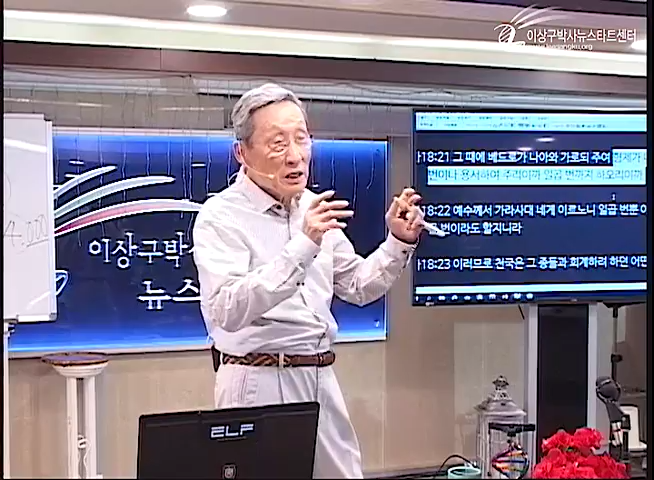 이상구박사뉴스타트센터
18:21 그 때에 베드로가 나아와 가로되 주여 형제가
번이나 용서하여 주리이까 일곱 번까지 하오리이까
18:22 예수께서 가라사대 네게 이르노니 일곱 번뿐
번이라도 할지니라
18:23 이러므로 천국은 그 종들과 회계하려 하던
이상구박
뉴스
4.000
ELF